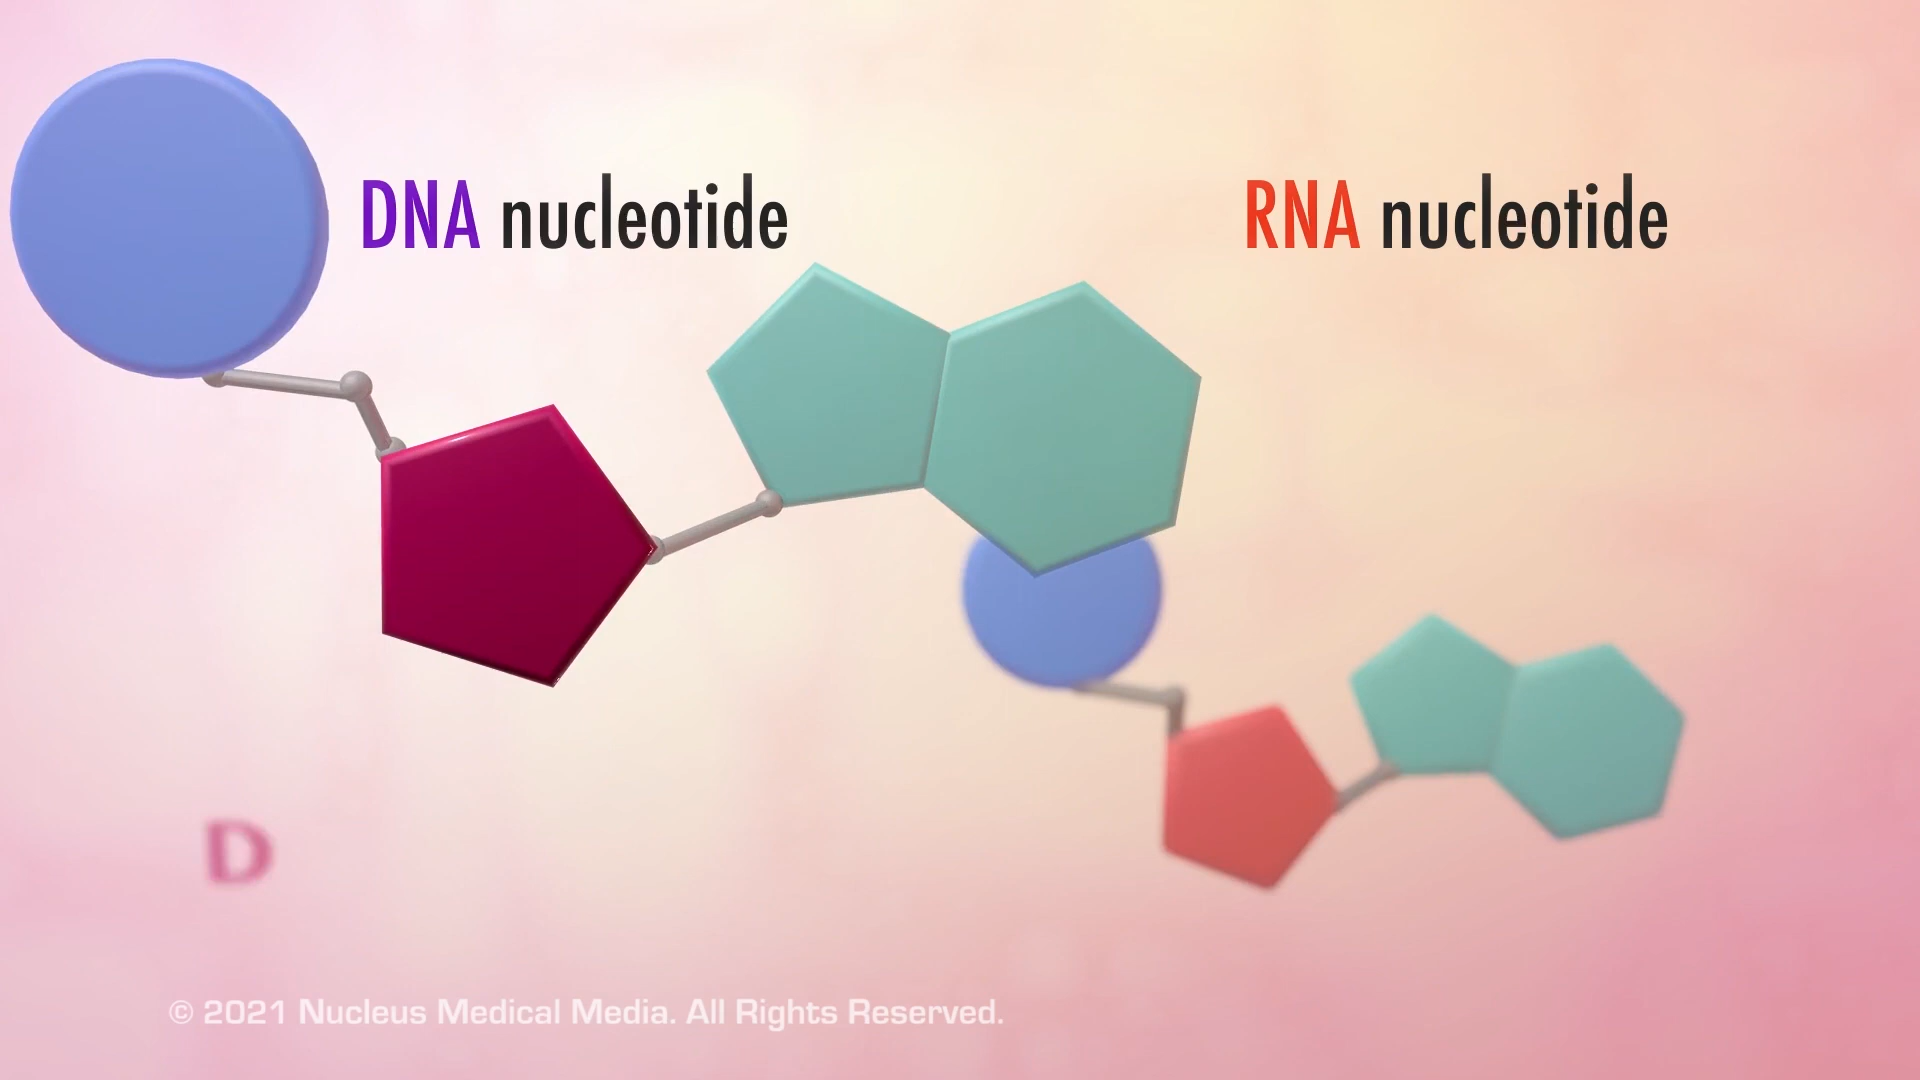 DNA nucleotide
RNA nucleotide
D
© 2021 Nucleus Medical Media. All Rights Reserved.